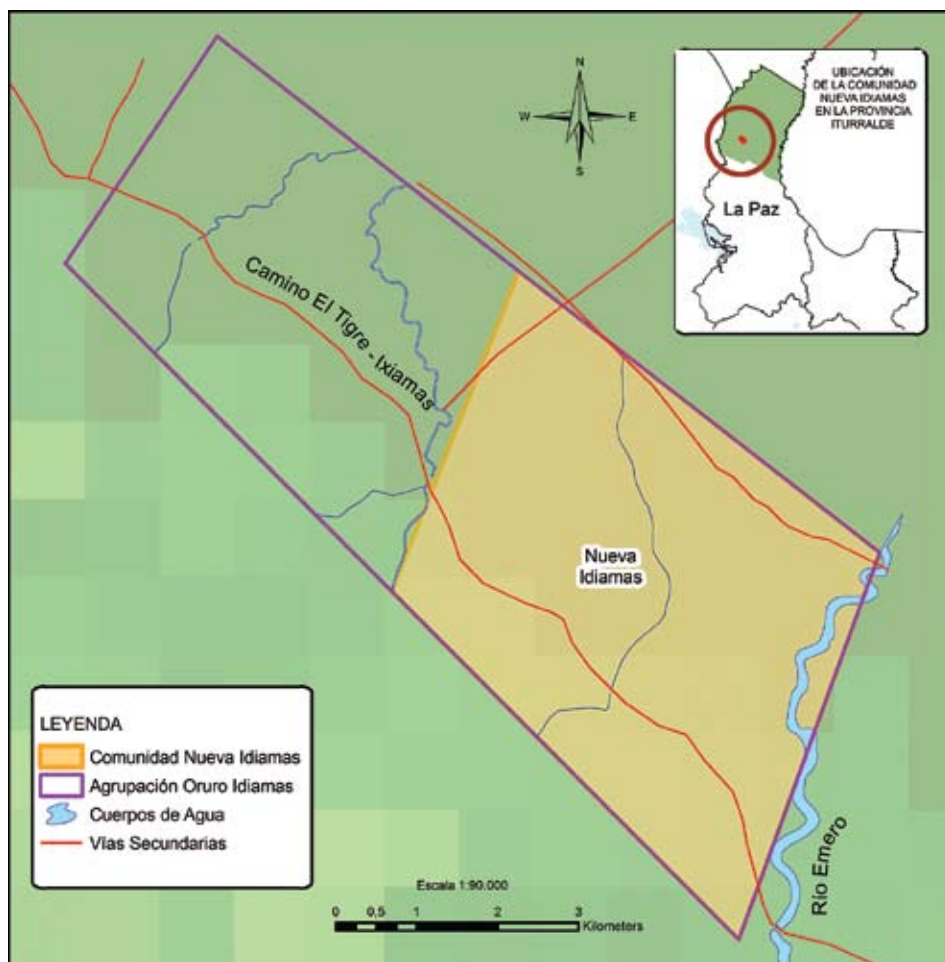 N
W E
S
UBICACIÓN
DE LA COMUNIDAD
NUEVA IDIAMAS
EN LA PROVINCIA
ITURRALDE
La Paz
Camino El Tigre - Ixiamas
Nueva
Idiamas
Río Emero
LEYENDA
Comunidad Nueva Idiamas
Agrupación Oruro Idiamas
Cuerpos de Agua
Vías Secundarias
Escala 1:90.000
0 0,5 1 2 3
Kilometers